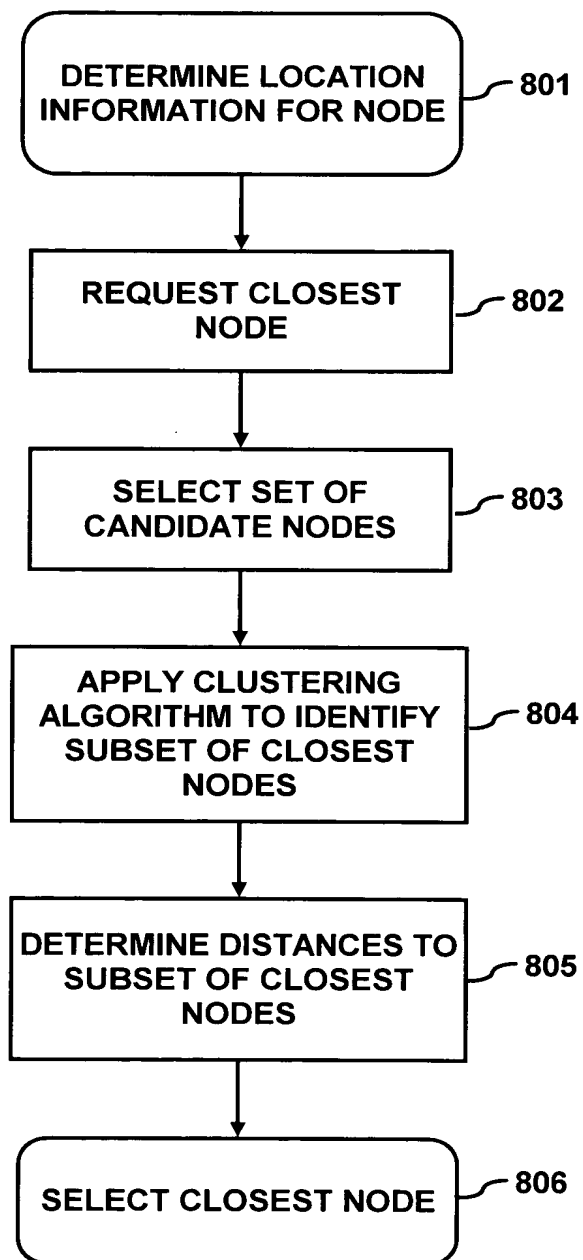 DETERMINE LOCATION
INFORMATION FOR NODE
801
REQUEST CLOSEST
NODE
802
SELECT SET OF
CANDIDATE NODES
803
APPLY CLUSTERING
ALGORITHM TO IDENTIFY
SUBSET OF CLOSEST
NODES
804
DETERMINE DISTANCES TO
SUBSET OF CLOSEST
NODES
805
SELECT CLOSEST NODE
806